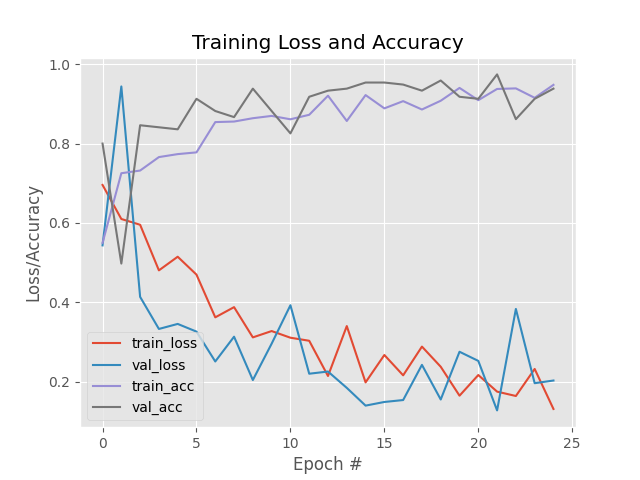 Training Loss and Accuracy
Loss/Accuracy
1.0
0.8
0.6
0.4
0.2
train_loss
val_loss
train_acc
val_acc
0 5 10 15 20 25
Epoch #